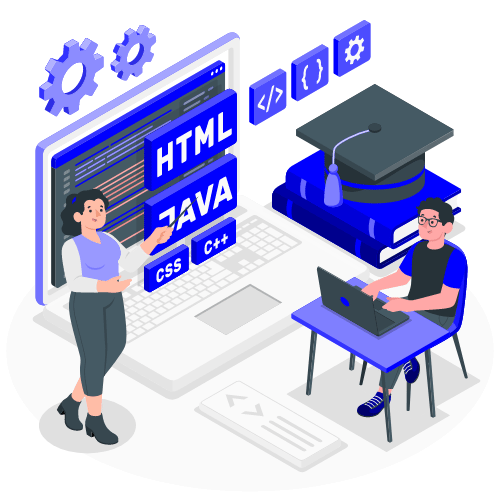 </>
{ }
HTML
JAVA
CSS
C++
< >